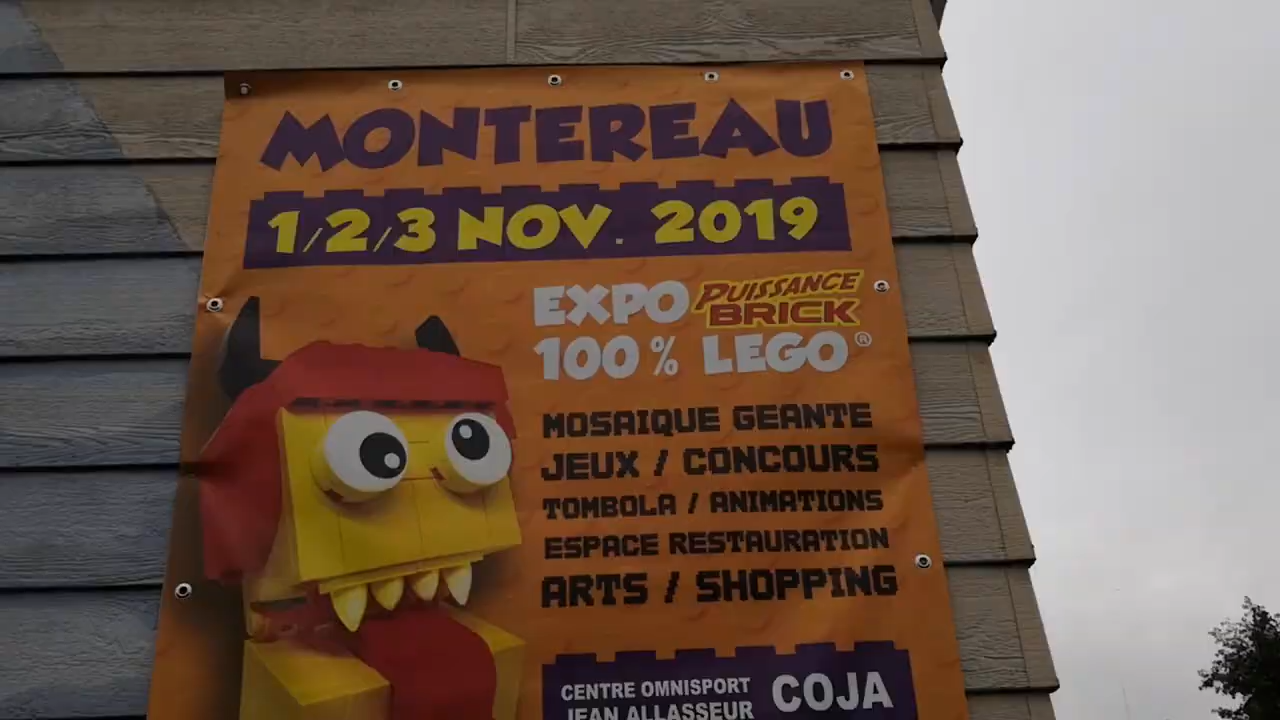 MONTEREAU
1/2/3 NOV. 2019
EXPO PUISSANCE BRICK
100% LEGO®
MOSAIQUE GEANTE
JEUX / CONCOURS
TOMBOLA / ANIMATIONS
ESPACE RESTAURATION
ARTS / SHOPPING
CENTRE OMNISPORT COJA
JEAN ALLASSEUR